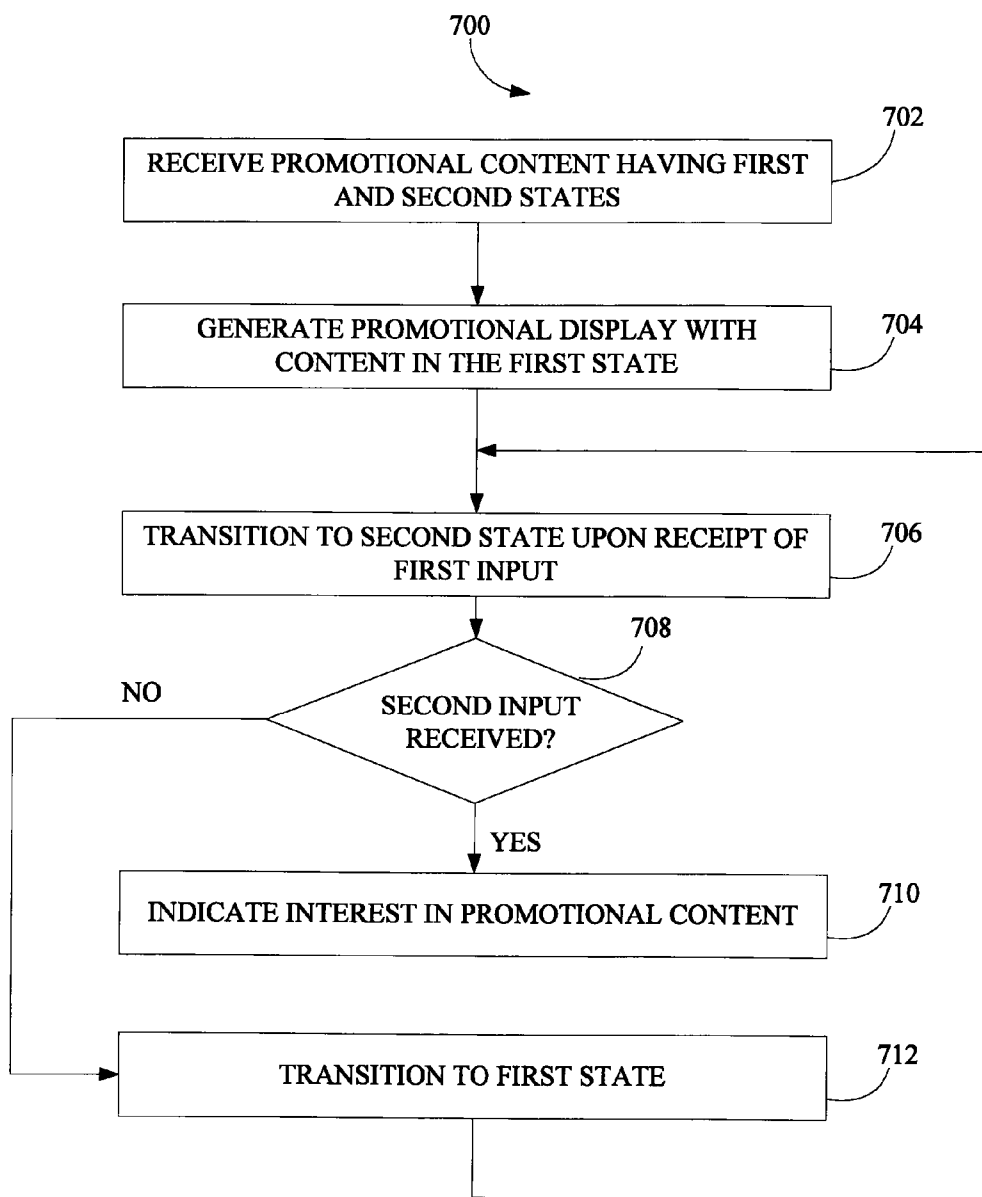 700
702
RECEIVE PROMOTIONAL CONTENT HAVING FIRST
AND SECOND STATES
704
GENERATE PROMOTIONAL DISPLAY WITH
CONTENT IN THE FIRST STATE
706
TRANSITION TO SECOND STATE UPON RECEIPT OF
FIRST INPUT
708
NO
SECOND INPUT
RECEIVED?
YES
710
INDICATE INTEREST IN PROMOTIONAL CONTENT
712
TRANSITION TO FIRST STATE